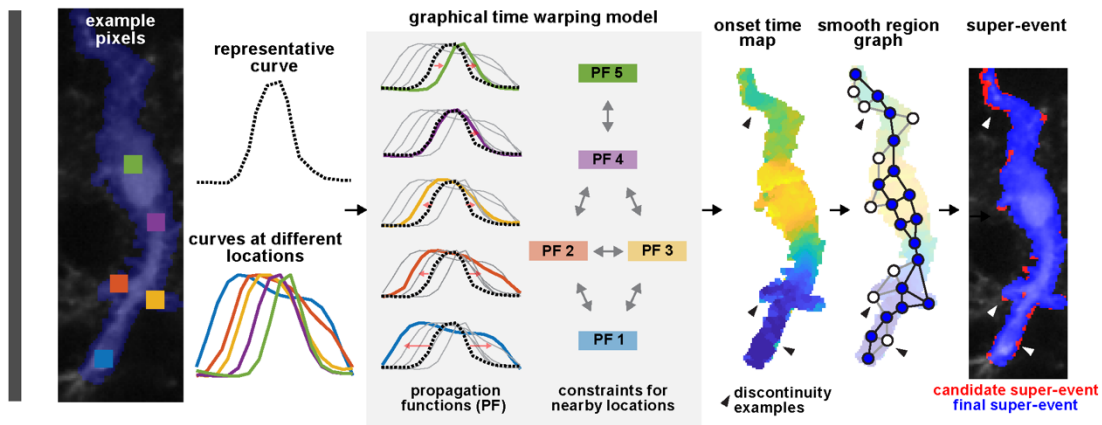 example
pixels
representative
curve
curves at different
locations
graphical time warping model
PF 5
PF 4
PF 2
PF 3
PF 1
propagation
functions (PF)
constraints for
nearby locations
onset time
map
smooth region
graph
super-event
discontinuity
examples
candidate super-event
final super-event